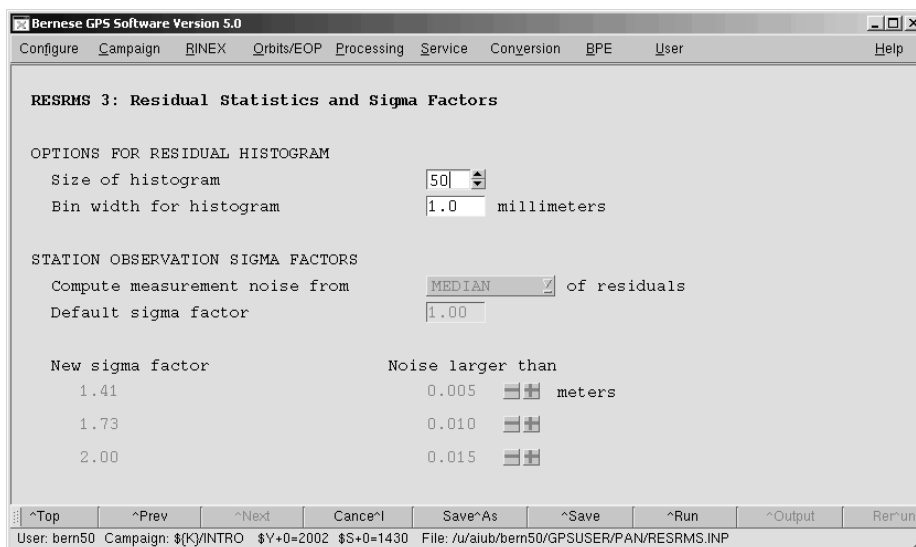 Bernese GPS Software Version 5.0
Configure Campaign RINEX Orbits/EOP Processing Service Conversion BPE User Help
RESRMS 3: Residual Statistics and Sigma Factors
OPTIONS FOR RESIDUAL HISTOGRAM
Size of histogram 50
Bin width for histogram 1.0 millimeters
STATION OBSERVATION SIGMA FACTORS
Compute measurement noise from MEDIAN of residuals
Default sigma factor 1.00
New sigma factor Noise larger than
1.41 0.005 meters
1.73 0.010
2.00 0.015
^Top ^Prev ^Next Cance^l Save^As ^Save ^Run ^Output Rer^un
User: bern50 Campaign: ${K}/INTRO $Y+0=2002 $S+0=1430 File: /u/aiub/bern50/GPSUSER/PAN/RESRMS.INP